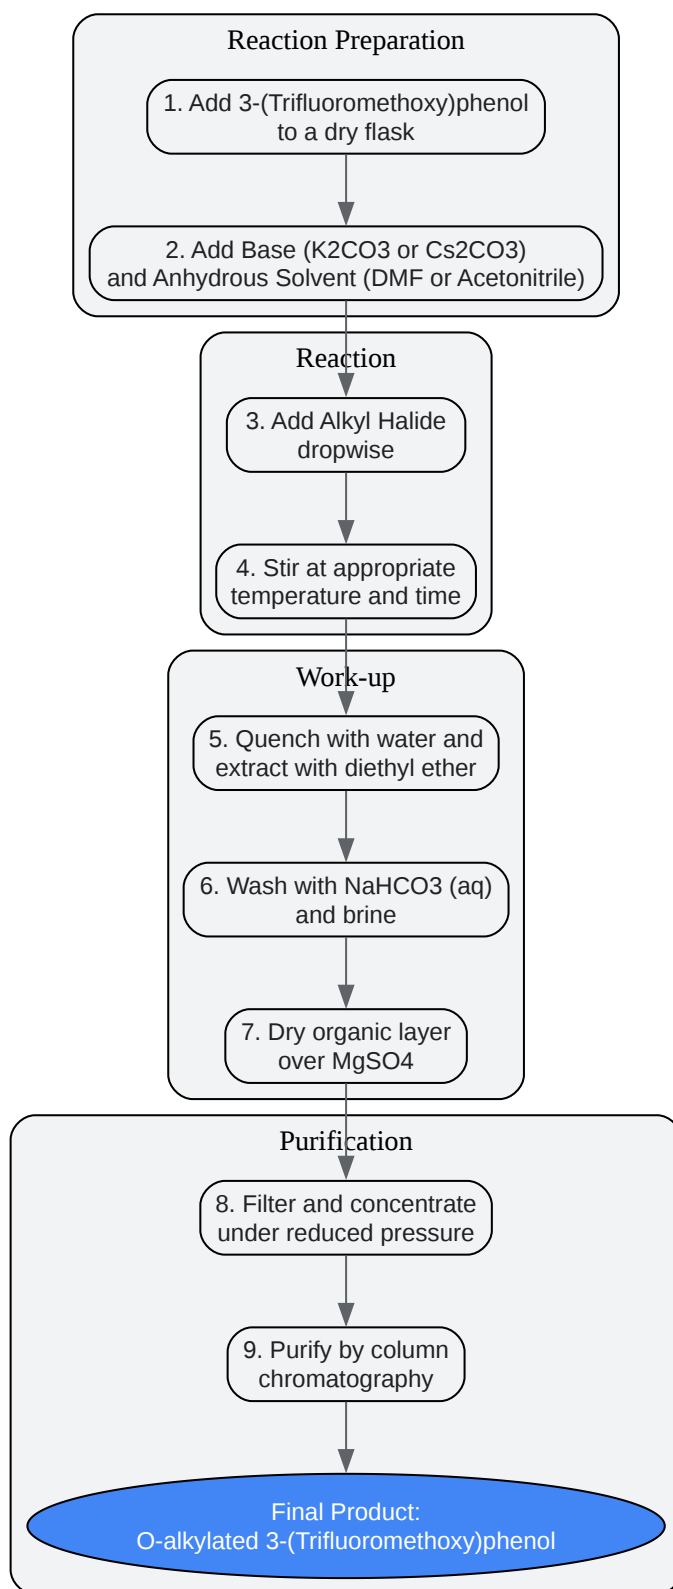 Reaction Preparation
1. Add 3-(Trifluoromethoxy)phenol
to a dry flask
2. Add Base (K2CO3 or Cs2CO3)
and Anhydrous Solvent (DMF or Acetonitrile)
Reaction
3. Add Alkyl Halide
dropwise
4. Stir at appropriate
temperature and time
Work-up
5. Quench with water and
extract with diethyl ether
6. Wash with NaHCO3 (aq)
and brine
7. Dry organic layer
over MgSO4
Purification
8. Filter and concentrate
under reduced pressure
9. Purify by column
chromatography
Final Product:
O-alkylated 3-(Trifluoromethoxy)phenol